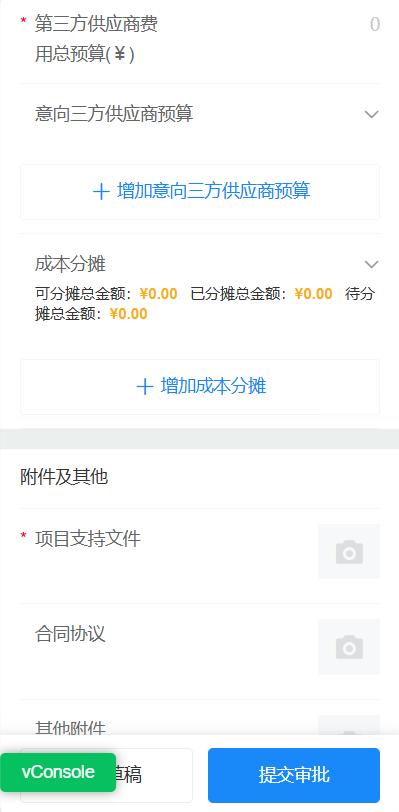 * 第三方供应商费 0
用总预算(¥)
意向三方供应商预算
+ 增加意向三方供应商预算
成本分摊
可分摊总金额：¥0.00 已分摊总金额：¥0.00 待分
摊总金额：¥0.00
+ 增加成本分摊
附件及其他
* 项目支持文件
合同协议
其他附件
vConsole 草稿 提交审批